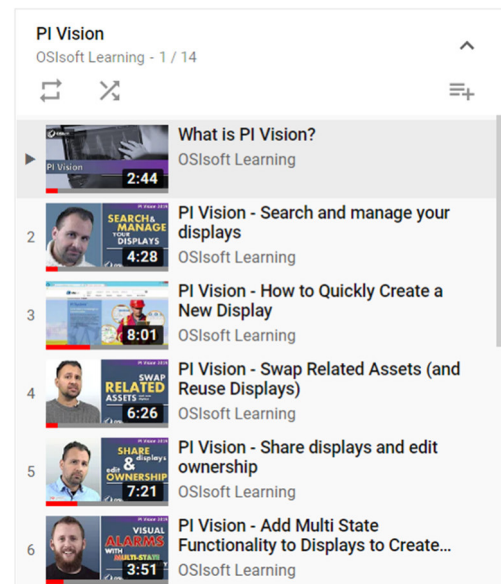 PI Vision
OSIsoft Learning - 1 / 14
What is PI Vision?
OSIsoft Learning
PI Vision
2:44
2
PI Vision - Search and manage your
displays
OSIsoft Learning
SEARCH&
MANAGE
YOUR
DISPLAYS
4:28
3
PI Vision - How to Quickly Create a
New Display
OSIsoft Learning
8:01
4
PI Vision - Swap Related Assets (and
Reuse Displays)
OSIsoft Learning
SWAP
RELATED
ASSETS
6:26
5
PI Vision - Share displays and edit
ownership
OSIsoft Learning
SHARE
displays
&
edit
OWNERSHIP
7:21
6
PI Vision - Add Multi State
Functionality to Displays to Create...
OSIsoft Learning
VISUAL
ALARMS
WITH
MULTI-STATE
3:51